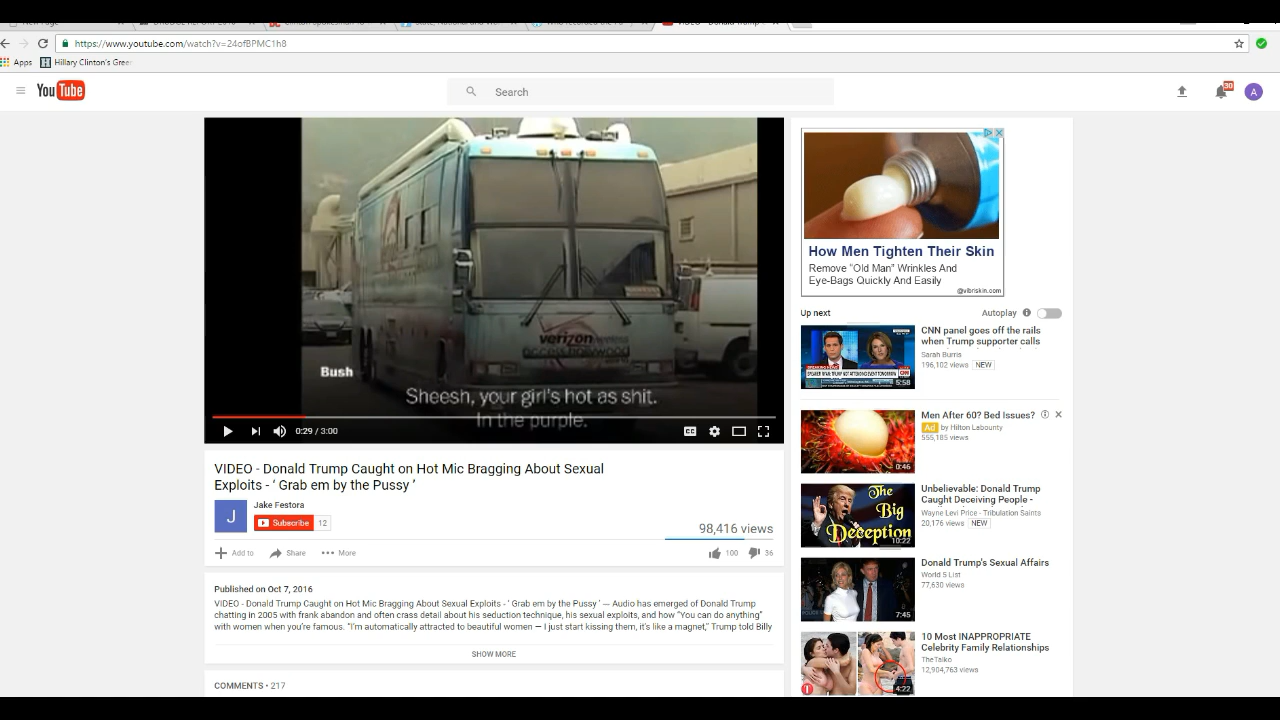 https://www.youtube.com/watch?v=24ofBPMC1h8
Apps
Hillary Clinton's Gree
YouTube
Search
30
A
verizon
access hollywood
Bush
Sheesh, your girl's hot as shit.
In the purple.
0:29 / 3:00
CC
VIDEO - Donald Trump Caught on Hot Mic Bragging About Sexual
Exploits - ‘ Grab em by the Pussy ’
J
Jake Festora
Subscribe 12
98,416 views
Add to Share More
100 36
Published on Oct 7, 2016
VIDEO - Donald Trump Caught on Hot Mic Bragging About Sexual Exploits - ‘ Grab em by the Pussy ’ — Audio has emerged of Donald Trump
chatting in 2005 with frank abandon and often crass detail about his seduction technique, his sexual exploits, and how “You can do anything”
with women when you’re famous. “I’m automatically attracted to beautiful women — I just start kissing them, it’s like a magnet,” Trump told Billy
SHOW MORE
COMMENTS • 217
How Men Tighten Their Skin
Remove "Old Man" Wrinkles And
Eye-Bags Quickly And Easily
@vibriskin.com
Up next
Autoplay
CNN panel goes off the rails
when Trump supporter calls
Sarah Burris
196,102 views NEW
5:58
Men After 60? Bed Issues?
Ad by Hilton Labounty
555,185 views
0:46
Unbelievable: Donald Trump
Caught Deceiving People -
Wayne Levi Price - Tribulation Saints
20,176 views NEW
The
Big
Deception
10:22
Donald Trump's Sexual Affairs
World 5 List
77,630 views
7:45
10 Most INAPPROPRIATE
Celebrity Family Relationships
TheTalko
12,904,763 views
4:22